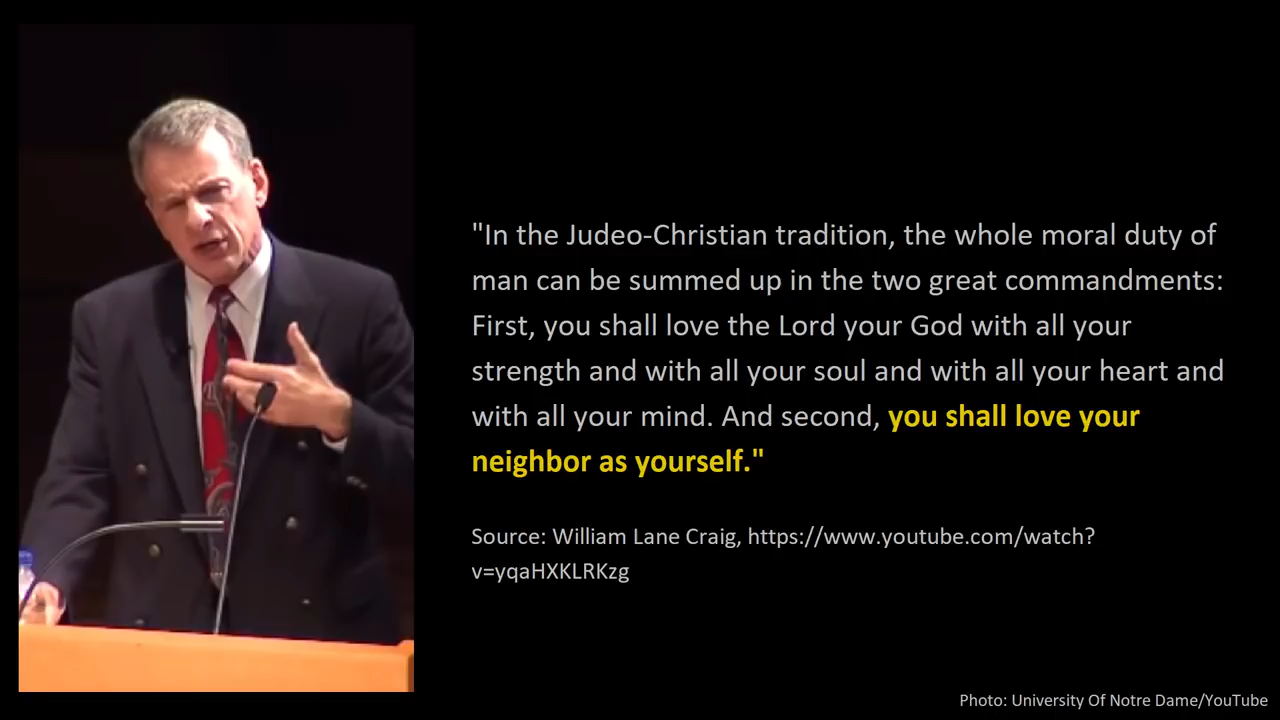 "In the Judeo-Christian tradition, the whole moral duty of
man can be summed up in the two great commandments:
First, you shall love the Lord your God with all your
strength and with all your soul and with all your heart and
with all your mind. And second, you shall love your
neighbor as yourself."
Source: William Lane Craig, https://www.youtube.com/watch?
v=yqaHXKLRKzg
Photo: University Of Notre Dame/YouTube